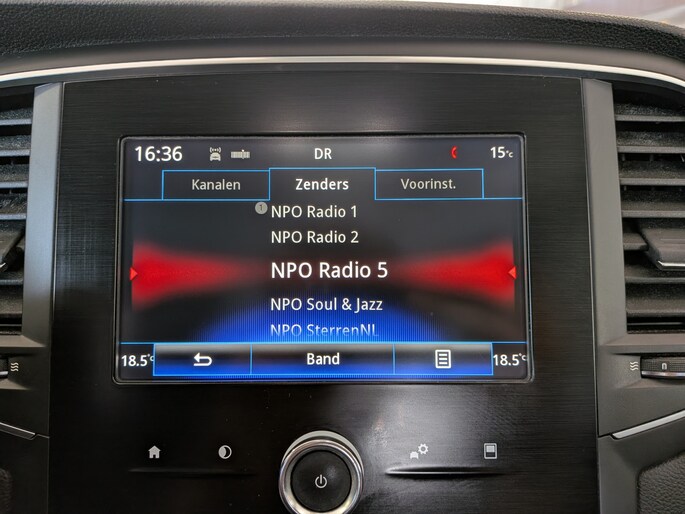 16:36 DR 15°c
Kanalen Zenders Voorinst.
1 NPO Radio 1
NPO Radio 2
NPO Radio 5
NPO Soul & Jazz
NPO SterrenNL
18.5°c Band 18.5°c